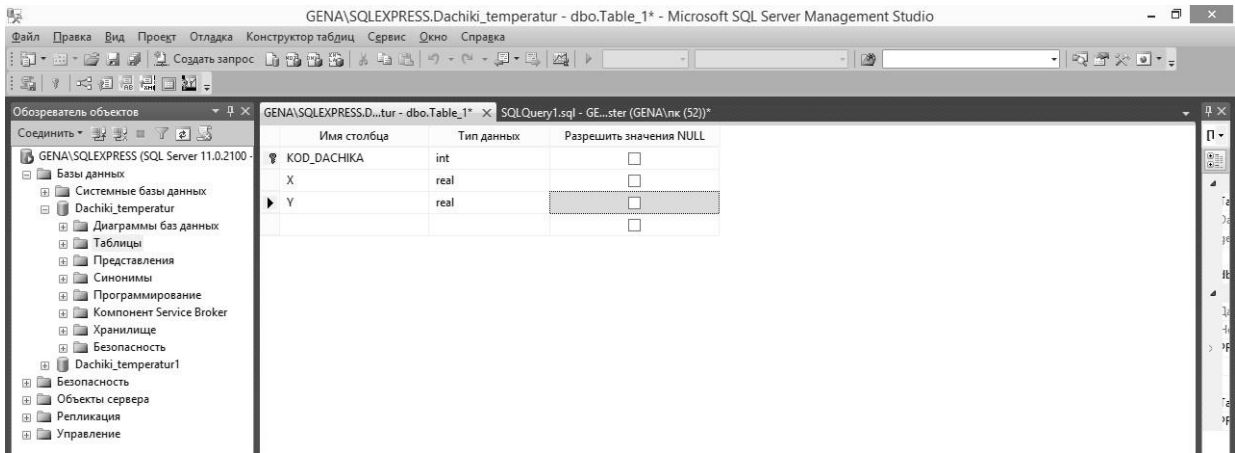 GENA\SQLEXPRESS.Dachiki_temperatur - dbo.Table_1* - Microsoft SQL Server Management Studio
Файл Правка Вид Проект Отладка Конструктор таблиц Сервис Окно Справка
Создать запрос
Обозреватель объектов
GENA\SQLEXPRESS.D...tur - dbo.Table_1* SQLQuery1.sql - GE...ster (GENA\пк (52))*
Соединить
Имя столбца Тип данных Разрешить значения NULL
KOD_DACHIKA int
X real
Y real
GENA\SQLEXPRESS (SQL Server 11.0.2100 -
Базы данных
Системные базы данных
Dachiki_temperatur
Диаграммы баз данных
Таблицы
Представления
Синонимы
Программирование
Компонент Service Broker
Хранилище
Безопасность
Dachiki_temperatur1
Безопасность
Объекты сервера
Репликация
Управление